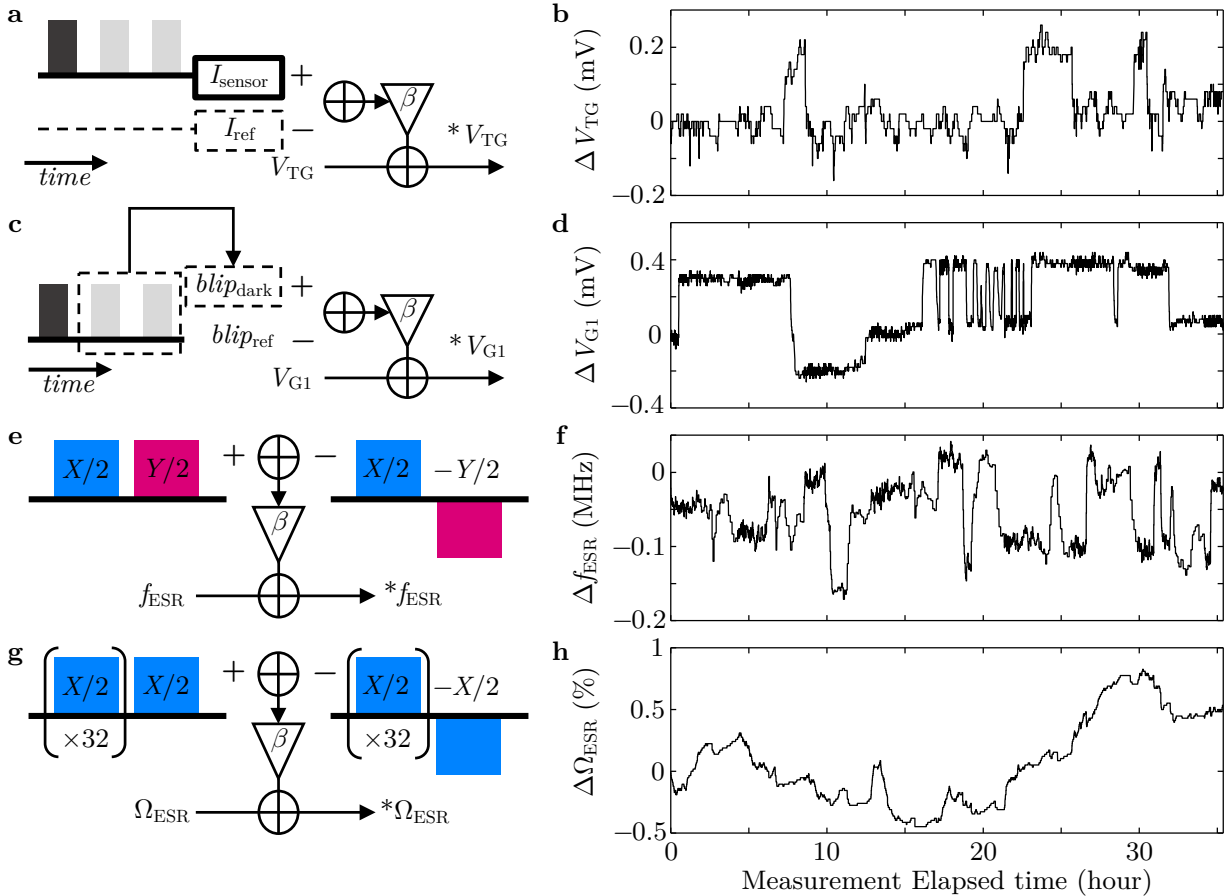 a
I_sensor
+
β
I_ref
−
* V_TG
V_TG
time
b
Δ V_TG (mV)
0.2
0
−0.2
c
blip_dark
+
β
blip_ref
−
* V_G1
V_G1
time
d
Δ V_G1 (mV)
0.4
0
−0.4
e
X/2 Y/2 + − X/2 −Y/2
β
f_ESR *f_ESR
f
Δf_ESR (MHz)
0
−0.1
−0.2
g
X/2 X/2 + − X/2 −X/2
×32 β ×32
Ω_ESR *Ω_ESR
h
ΔΩ_ESR (%)
1
0.5
0
−0.5
0 10 20 30
Measurement Elapsed time (hour)